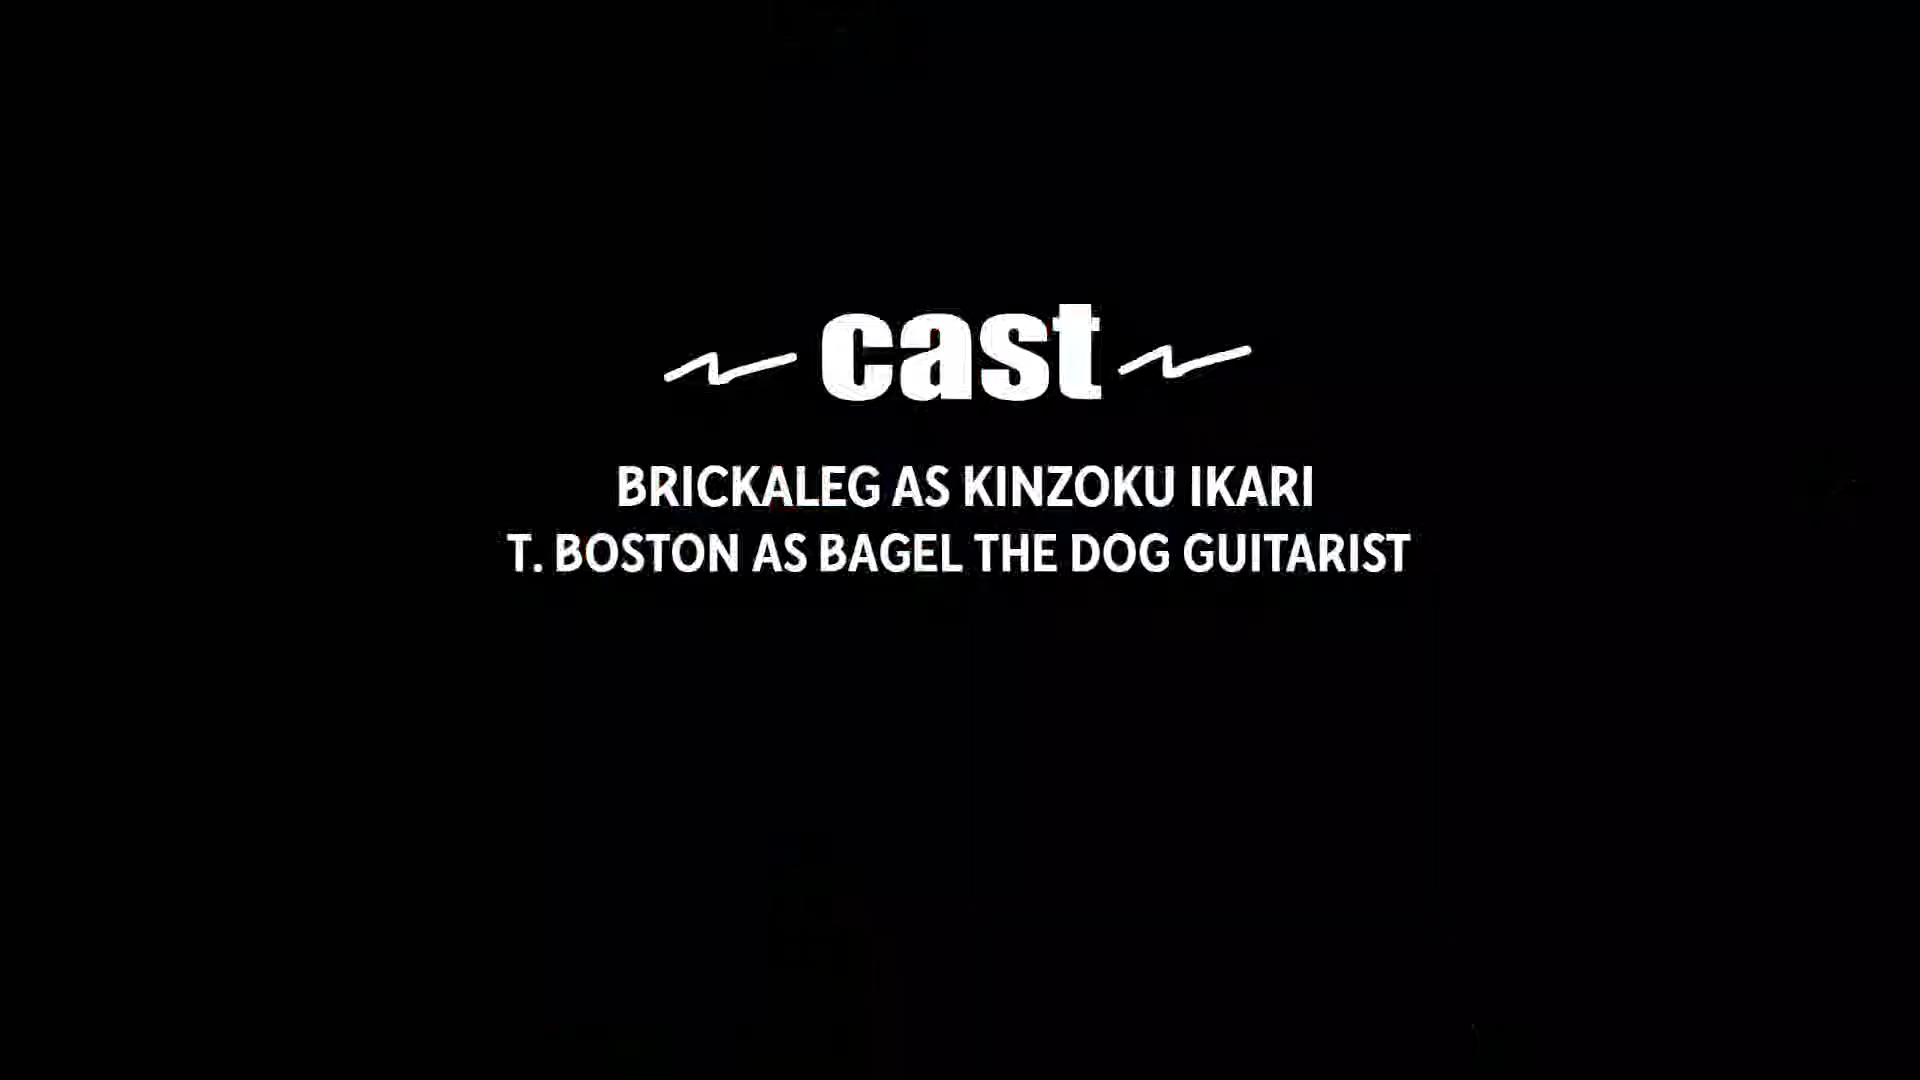 cast
BRICKALEG AS KINZOKU IKARI
T. BOSTON AS BAGEL THE DOG GUITARIST